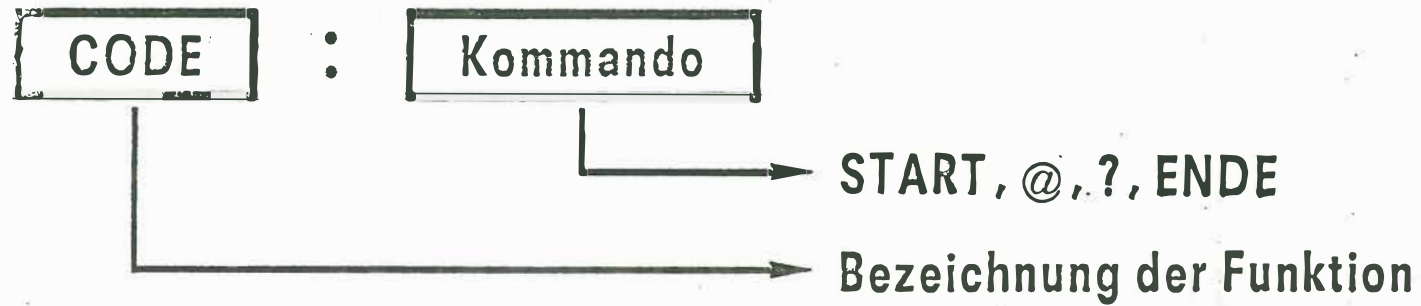 CODE : Kommando
START, @, ?, ENDE
Bezeichnung der Funktion